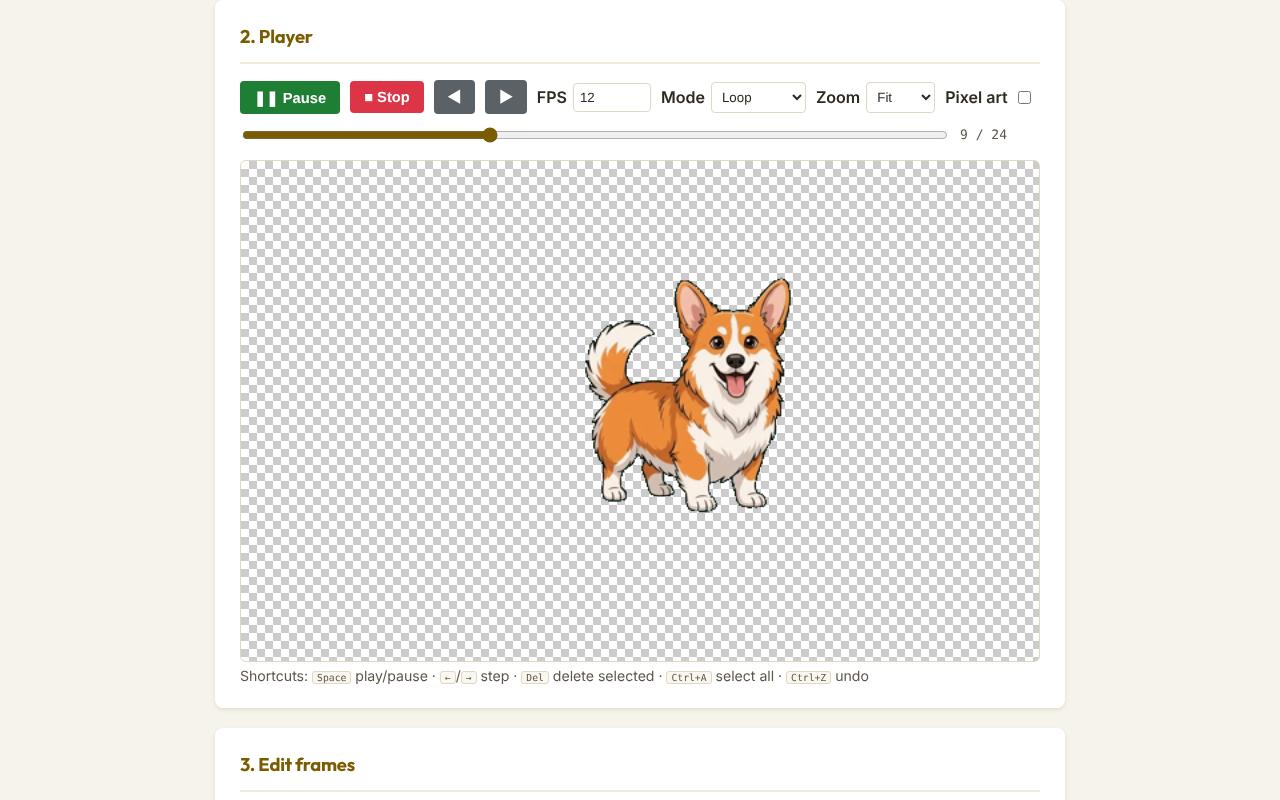 2. Player
❚❚ Pause ■ Stop ◀ ▶ FPS 12 Mode Loop Zoom Fit Pixel art
9 / 24
Shortcuts: Space play/pause · ←/→ step · Del delete selected · Ctrl+A select all · Ctrl+Z undo
3. Edit frames